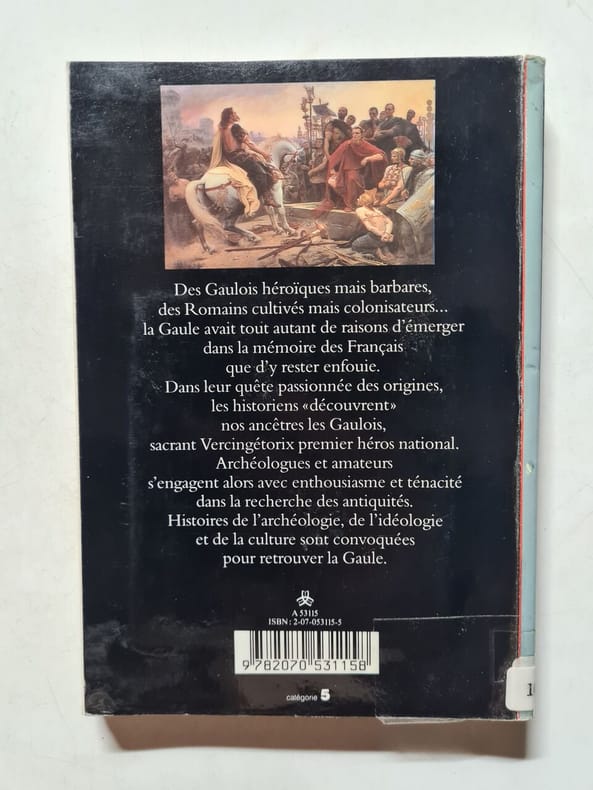 Des Gaulois héroïques mais barbares,
des Romains cultivés mais colonisateurs...
la Gaule avait tout autant de raisons d'émerger
dans la mémoire des Français
que d'y rester enfouie.
Dans leur quête passionnée des origines,
les historiens «découvrent»
nos ancêtres les Gaulois,
sacrant Vercingétorix premier héros national.
Archéologues et amateurs
s'engagent alors avec enthousiasme et ténacité
dans la recherche des antiquités.
Histoires de l'archéologie, de l'idéologie
et de la culture sont convoquées
pour retrouver la Gaule.
A 53115
ISBN : 2-07-053115-5
9 782070 531158
catégorie 5